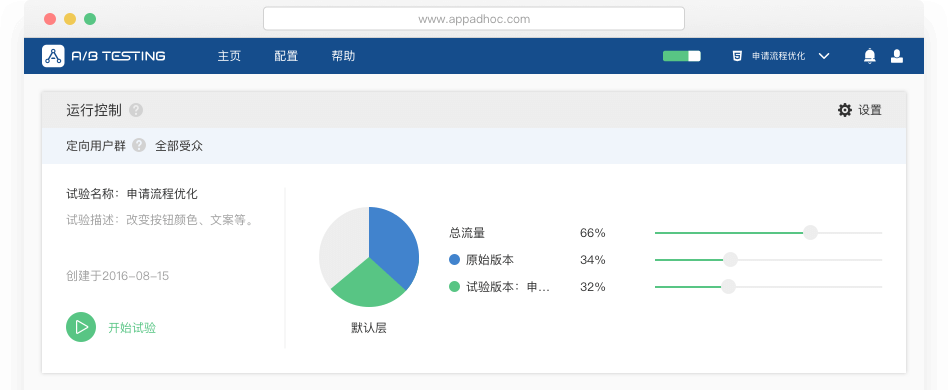 www.appadhoc.com
A/B TESTING 主页 配置 帮助 申请流程优化
运行控制 ? 设置
定向用户群 ? 全部受众
试验名称：申请流程优化
试验描述：改变按钮颜色、文案等。
创建于2016-08-15
开始试验
总流量 66%
原始版本 34%
试验版本：申... 32%
默认层